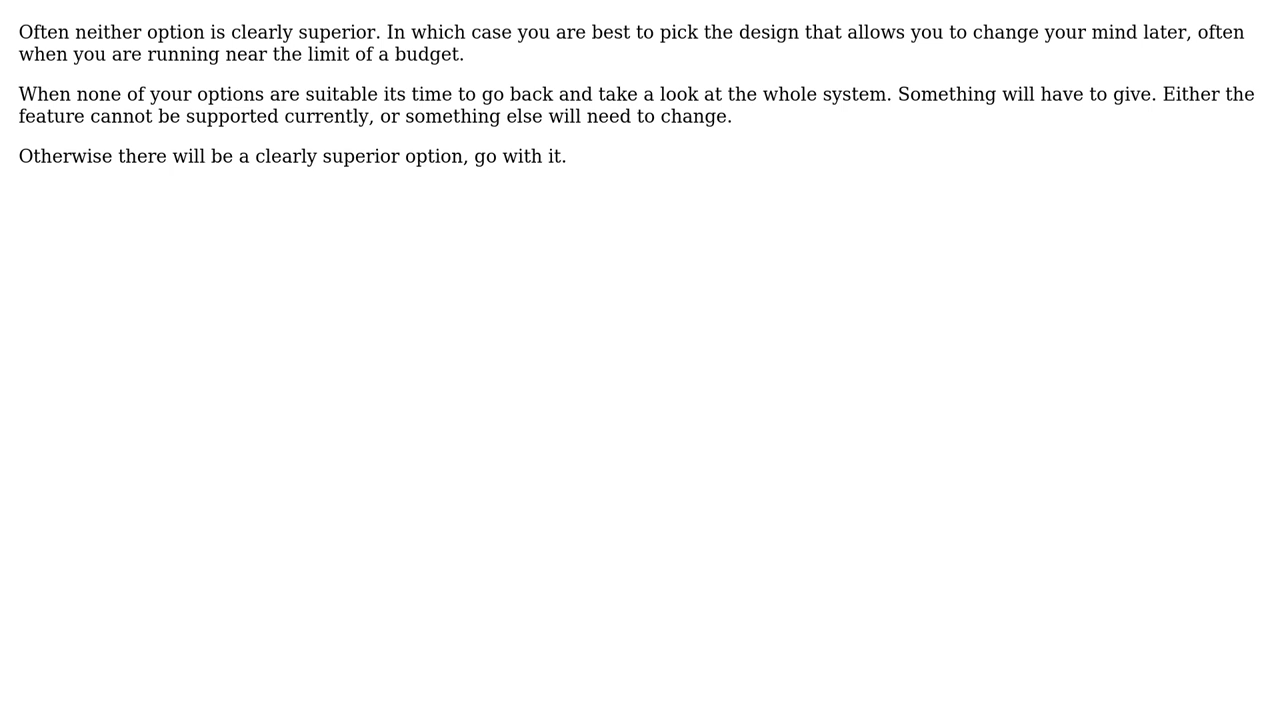 Often neither option is clearly superior. In which case you are best to pick the design that allows you to change your mind later, often
when you are running near the limit of a budget.
When none of your options are suitable its time to go back and take a look at the whole system. Something will have to give. Either the
feature cannot be supported currently, or something else will need to change.
Otherwise there will be a clearly superior option, go with it.